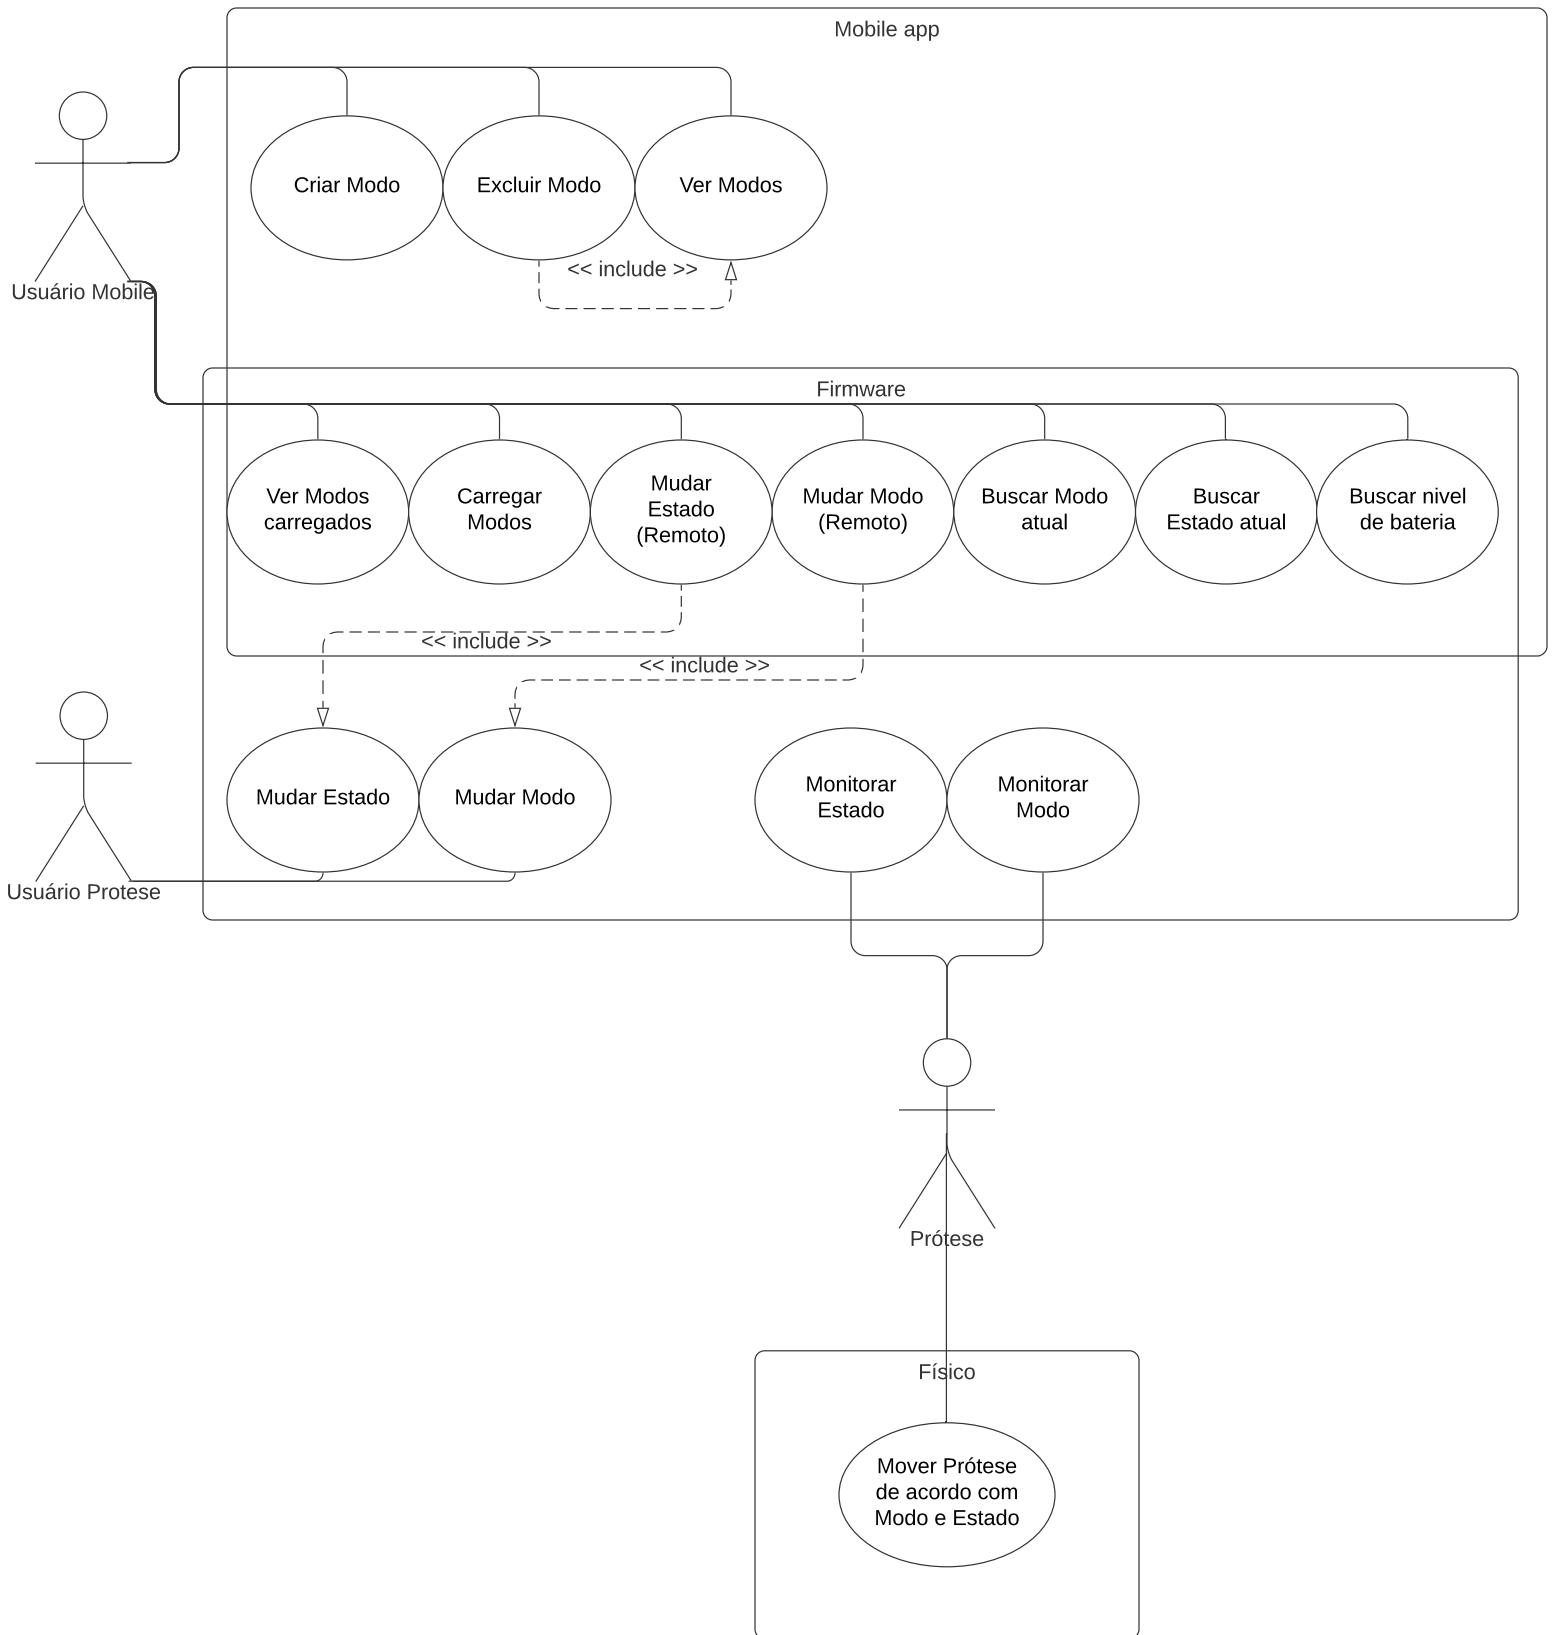 Mobile app
Criar Modo
Excluir Modo
Ver Modos
<< include >>
Usuário Mobile
Firmware
Ver Modos
carregados
Carregar
Modos
Mudar
Estado
(Remoto)
Mudar Modo
(Remoto)
Buscar Modo
atual
Buscar
Estado atual
Buscar nivel
de bateria
<< include >>
<< include >>
Mudar Estado
Mudar Modo
Monitorar
Estado
Monitorar
Modo
Usuário Protese
Prótese
Físico
Mover Prótese
de acordo com
Modo e Estado